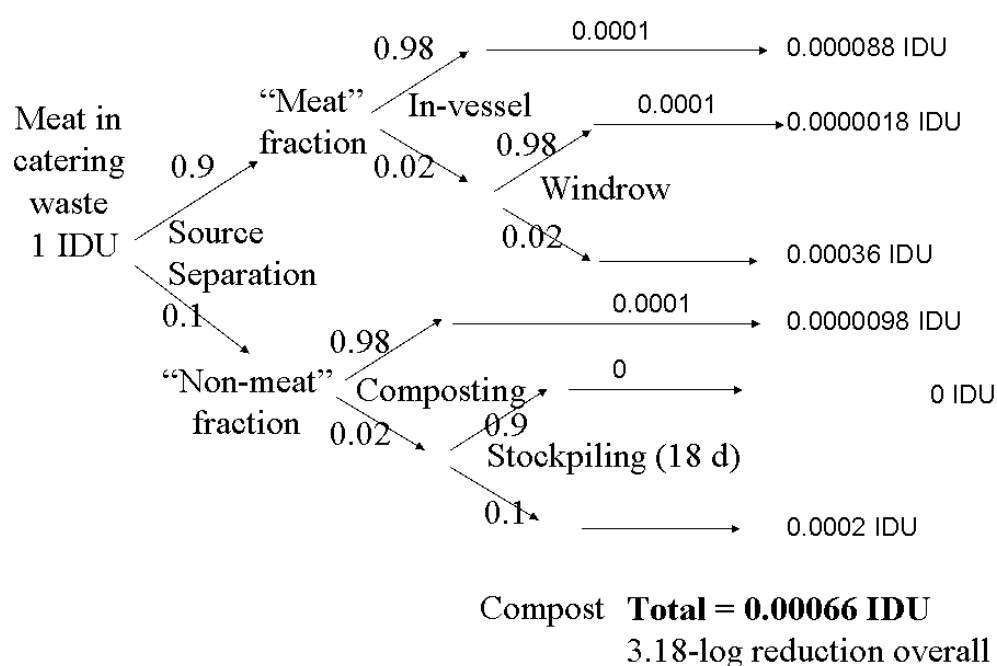 0.0001
0.98
0.000088 IDU
“Meat”
fraction
In-vessel
0.0001
Meat in
catering
waste
1 IDU
0.9
0.02
0.98
0.0000018 IDU
Windrow
Source
Separation
0.02
0.00036 IDU
0.1
0.0001
0.98
0.0000098 IDU
“Non-meat”
fraction
Composting
0
0 IDU
0.02
0.9
Stockpiling (18 d)
0.1
0.0002 IDU
Compost Total = 0.00066 IDU
3.18-log reduction overall